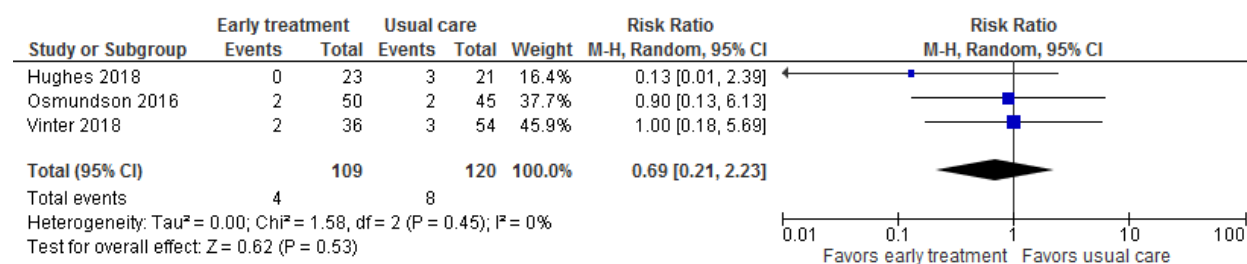 Early treatment Usual care Risk Ratio Risk Ratio
Study or Subgroup Events Total Events Total Weight M-H, Random, 95% CI M-H, Random, 95% CI
Hughes 2018 0 23 3 21 16.4% 0.13 [0.01, 2.39]
Osmundson 2016 2 50 2 45 37.7% 0.90 [0.13, 6.13]
Vinter 2018 2 36 3 54 45.9% 1.00 [0.18, 5.69]
Total (95% CI) 109 120 100.0% 0.69 [0.21, 2.23]
Total events 4 8
Heterogeneity: Tau² = 0.00; Chi² = 1.58, df = 2 (P = 0.45); I² = 0%
Test for overall effect: Z = 0.62 (P = 0.53)
0.01 0.1 1 10 100
Favors early treatment Favors usual care